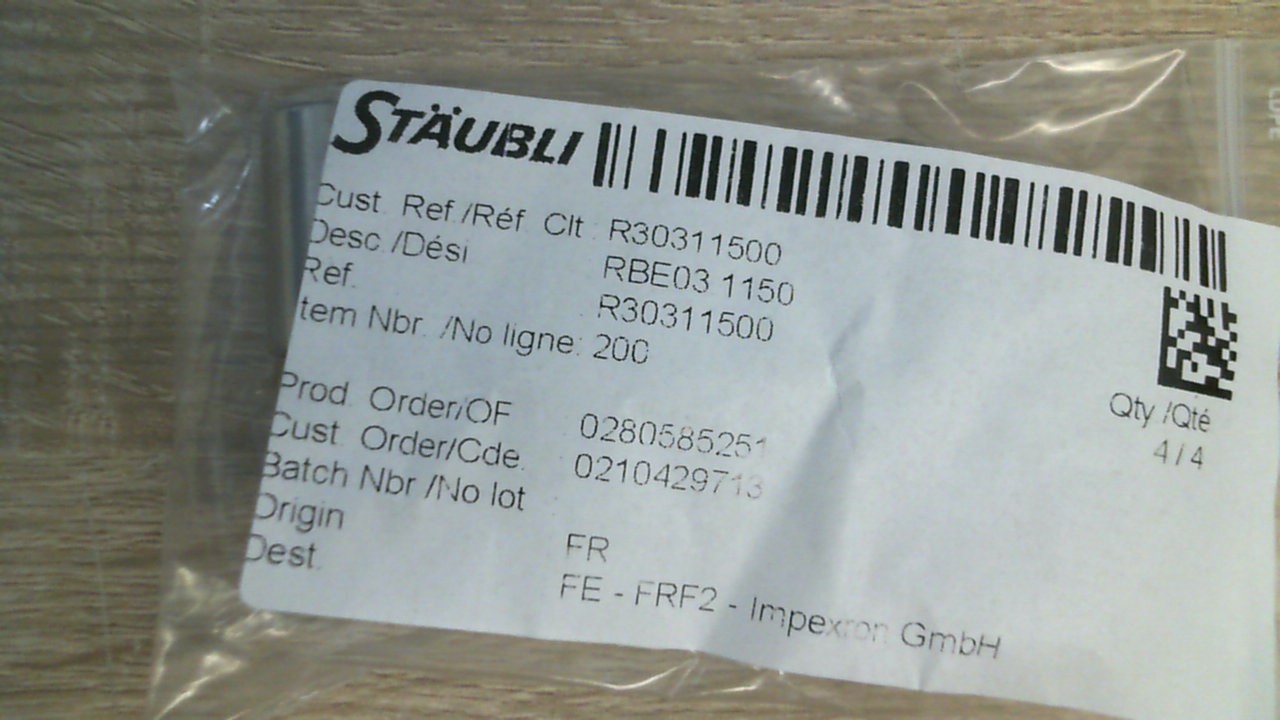 STÄUBLI
Cust. Ref./Réf Clt: R30311500
Desc./Dési RBE03 1150
Ref. R30311500
tem Nbr. /No ligne: 200
Qty /Qté
4 / 4
Prod. Order/OF 0280585251
Cust. Order/Cde. 0210429713
Batch Nbr /No lot
Origin FR
Dest. FE - FRF2 - Impexron GmbH